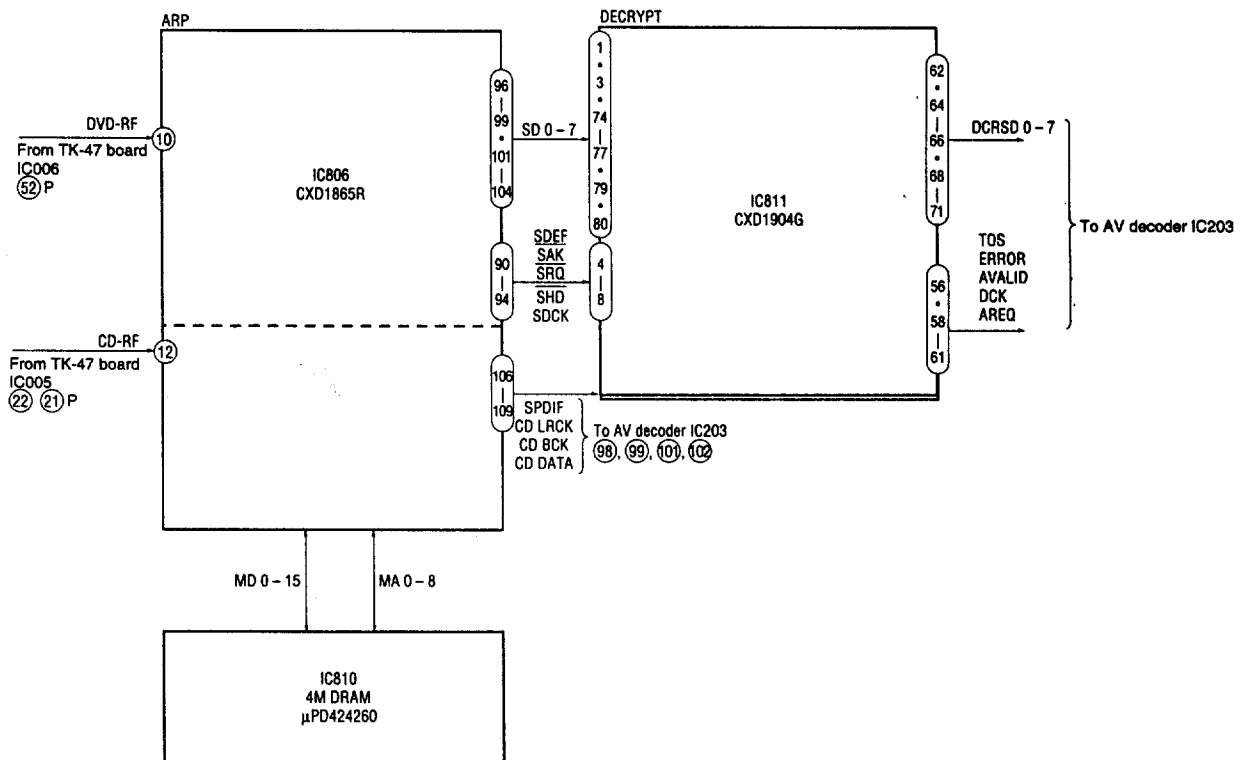 ARP
DECRYPT
DVD-RF
10
From TK-47 board
IC006
52 P
IC806
CXD1865R
96
|
99
•
101
|
104
SD 0 – 7
1
•
3
•
74
|
77
•
79
•
80
IC811
CXD1904G
62
•
64
|
66
•
68
|
71
DCRSD 0 – 7
To AV decoder IC203
90
|
94
SDEF
SAK
SRQ
SHD
SDCK
4
|
8
56
•
58
|
61
TOS
ERROR
AVALID
DCK
AREQ
CD-RF
12
From TK-47 board
IC005
22 21 P
106
|
109
SPDIF
CD LRCK
CD BCK
CD DATA
To AV decoder IC203
98, 99, 101, 102
MD 0 – 15
MA 0 – 8
IC810
4M DRAM
µPD424260